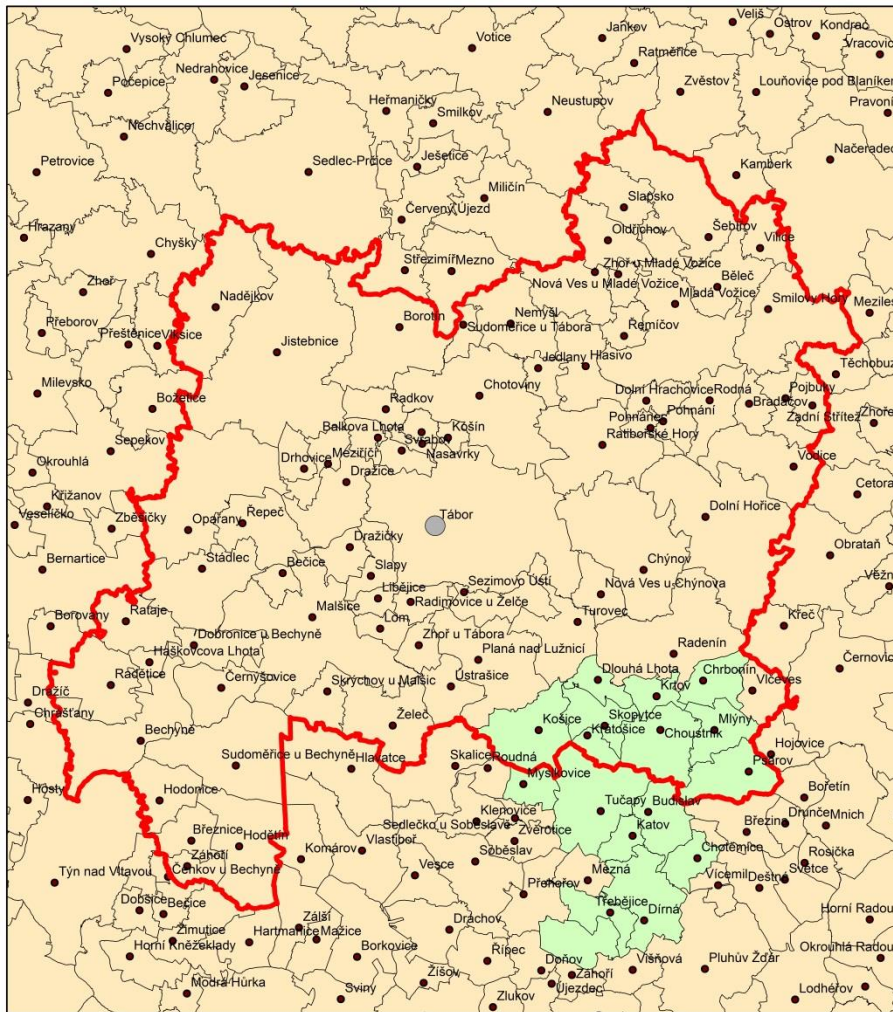 Vysoký Chlumec
Votice
Jankov
Veliš
Ostrov
Kondrac
Vracovic
Ratměřice
Nedrahovice
Jesenice
Počepice
Zvěstov
Louňovice pod Blaníkem
Pravoní
Heřmaničky
Smilkov
Neustupov
Nechvalice
Petrovice
Sedlec-Prčice
Ješetice
Kamberk
Načeradec
Miličín
Slapsko
Červený Újezd
Hrazany
Chyšky
Oldřichov
Šebířov
Vilice
Střezimíř
Mezno
Zhoř u Mladé Vožice
Nová Ves u Mladé Vožice
Běleč
Zhoř
Nadějkov
Mladá Vožice
Smilovy Hory
Meziles
Přeborov
Borotín
Sudoměřice u Tábora
Nemyšl
Řemíčov
Přeštěnice
Vlksice
Jistebnice
Jedlany
Hlasivo
Těchobuz
Milevsko
Božetice
Radkov
Chotoviny
Dolní Hrachovice
Rodná
Pojbuky
Bradáčov
Zadní Střítež
Zhoře
Pohnánec
Pohnání
Ratibořské Hory
Balkova Lhota
Svrabov
Košín
Nasavrky
Sepekov
Okrouhlá
Drhovice
Meziříčí
Dražice
Vodice
Cetora
Křižanov
Veselíčko
Zběšičky
Opařany
Řepeč
Tábor
Dolní Hořice
Bernartice
Stádlec
Bečice
Dražičky
Slapy
Chýnov
Obrataň
Věžn
Libějice
Sezimovo Ústí
Radimovice u Želče
Nová Ves u Chýnova
Borovany
Rataje
Malšice
Lom
Turovec
Křeč
Dobronice u Bechyně
Haškovcova Lhota
Zhoř u Tábora
Planá nad Lužnicí
Radenín
Černovic
Radětice
Černýšovice
Skrýchov u Malšic
Ústrašice
Dlouhá Lhota
Chrbonín
Krtov
Vlčeves
Dražíč
Chrášťany
Želeč
Košice
Skopytce
Kratošice
Choustník
Mlýny
Bechyně
Hojovice
Sudoměřice u Bechyně
Hlavatce
Skalice
Roudná
Myslkovice
Psárov
Hosty
Hodonice
Tučapy
Budislav
Bořetín
Klenovice
Sedlečko u Soběslavě
Zvěrotice
Katov
Březina
Drunče
Mnich
Březnice
Hodětín
Komárov
Vlastiboř
Soběslav
Chotěmice
Rosička
Týn nad Vltavou
Záhoří
Čenkov u Bechyně
Vesce
Mezná
Vícemil
Deštná
Světce
Přehořov
Dobšice
Bečice
Třebějice
Dírná
Horní Radou
Žimutice
Hartmanice
Zálší
Mažice
Dráchov
Horní Kněžeklady
Borkovice
Řípec
Doňov
Záhoří
Višňová
Pluhův Žďár
Okrouhlá Radou
Modrá Hůrka
Sviny
Žíšov
Zlukov
Újezdec
Lodhéřov